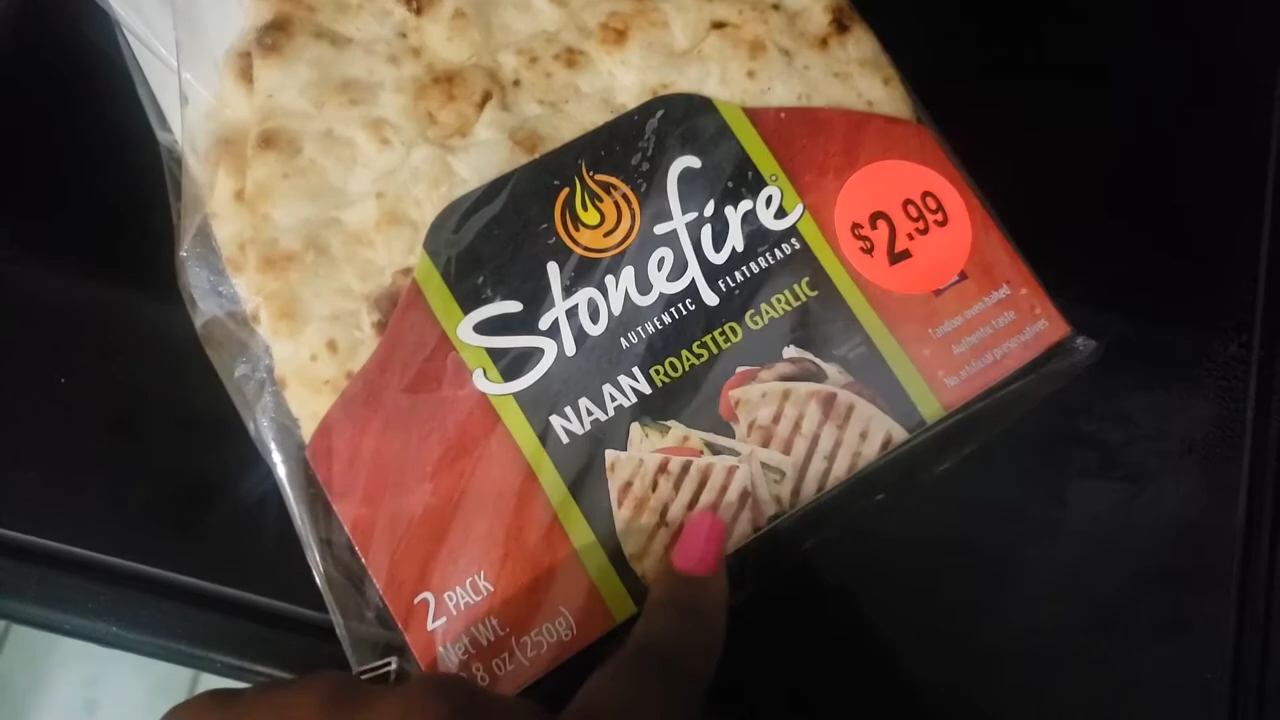 Stonefire®
AUTHENTIC FLATBREADS
NAAN ROASTED GARLIC
$2.99
Tandoor oven baked
Authentic taste
No artificial preservatives
2 PACK
Net Wt.
8 oz (250g)